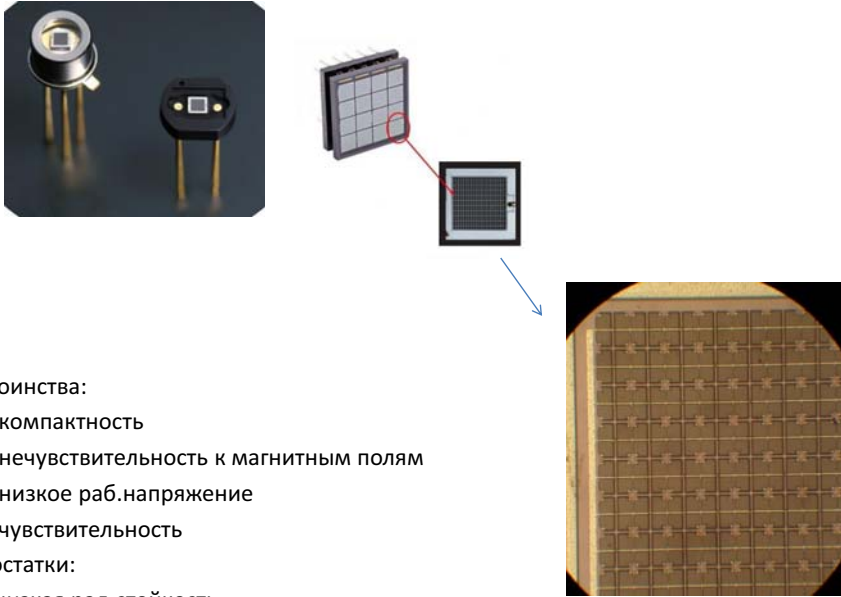 оинства:
компактность
нечувствительность к магнитным полям
низкое раб.напряжение
чувствительность
остатки: